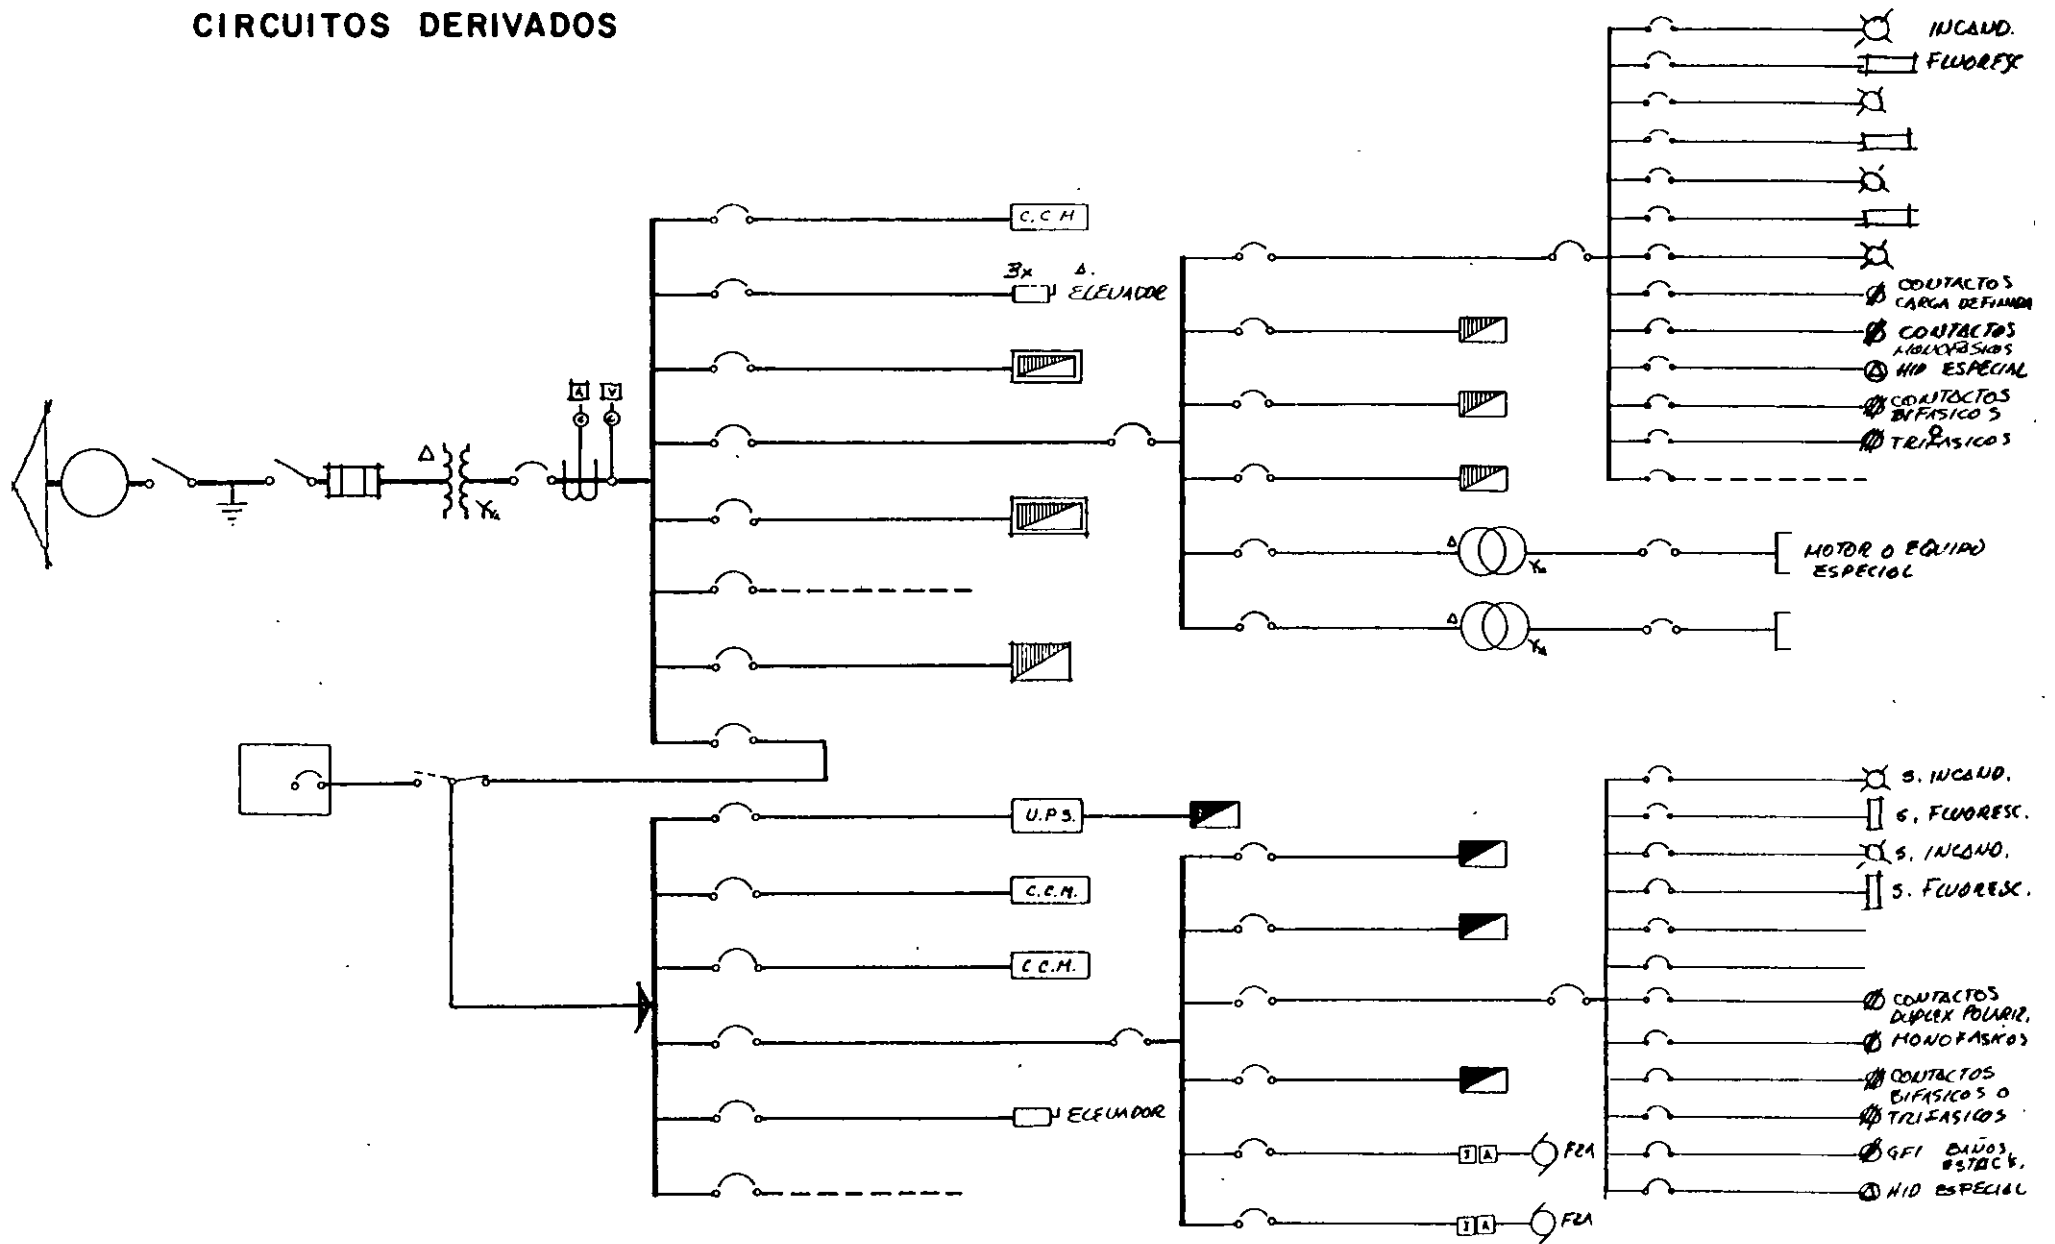 CIRCUITOS DERIVADOS
INCAND.
FLUORESC
C.C.M
3x Δ.
ELEVADOR
CONTACTOS
CARGA DEFINIDA
CONTACTOS
MONOFASICOS
HID ESPECIAL
CONTACTOS
BIFASICOS
O
TRIFASICOS
A V
Δ
Δ
MOTOR O EQUIPO
ESPECIAL
Δ
U.P.S.
C.C.M.
C.C.M.
ELEVADOR
S. INCAND.
S. FLUORESC.
S. INCAND.
S. FLUORESC.
CONTACTOS
DUPLEX POLARIZ.
MONOFASICOS
CONTACTOS
BIFASICOS O
TRIFASICOS
GFI BAÑOS,
HID ESPECIAL
I A
I A